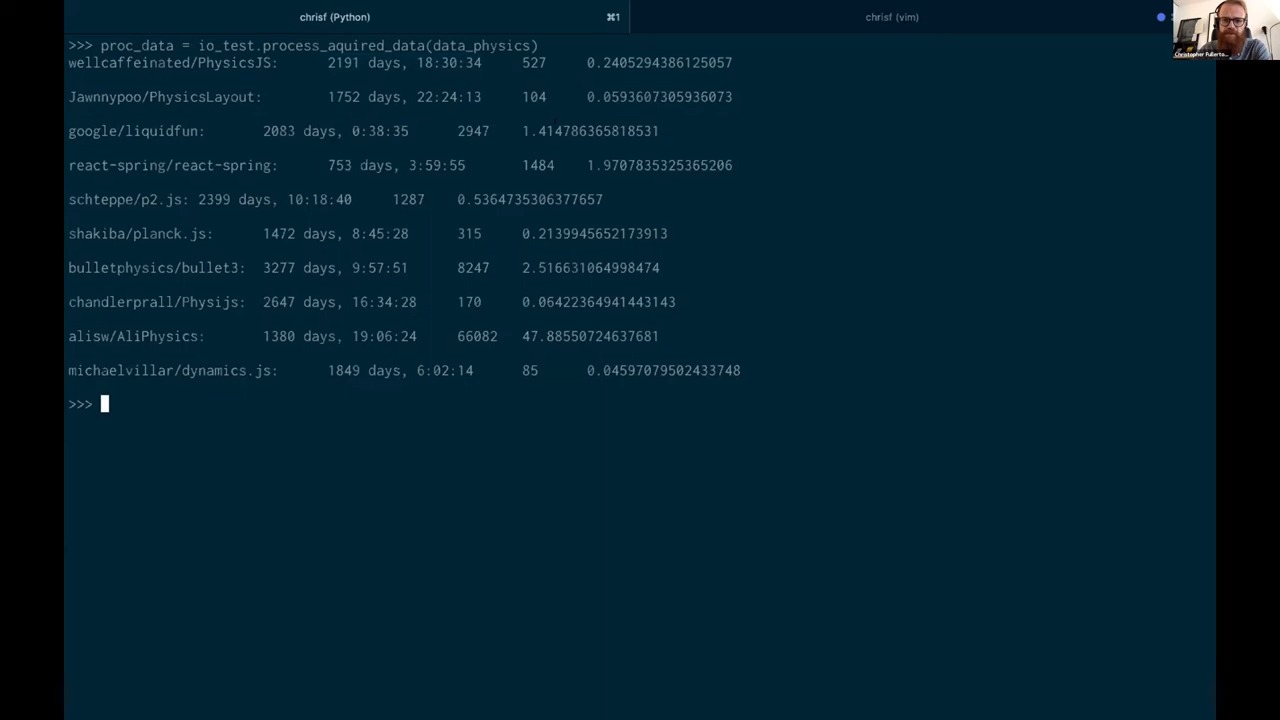 chrisf (Python) ⌘1 chrisf (vim)
>>> proc_data = io_test.process_aquired_data(data_physics)
wellcaffeinated/PhysicsJS: 2191 days, 18:30:34 527 0.2405294386125057
Jawnnypoo/PhysicsLayout: 1752 days, 22:24:13 104 0.0593607305936073
google/liquidfun: 2083 days, 0:38:35 2947 1.414786365818531
react-spring/react-spring: 753 days, 3:59:55 1484 1.9707835325365206
schteppe/p2.js: 2399 days, 10:18:40 1287 0.5364735306377657
shakiba/planck.js: 1472 days, 8:45:28 315 0.2139945652173913
bulletphysics/bullet3: 3277 days, 9:57:51 8247 2.516631064998474
chandlerprall/Physijs: 2647 days, 16:34:28 170 0.06422364941443143
alisw/AliPhysics: 1380 days, 19:06:24 66082 47.88550724637681
michaelvillar/dynamics.js: 1849 days, 6:02:14 85 0.04597079502433748
>>>
Christopher Fullerto...